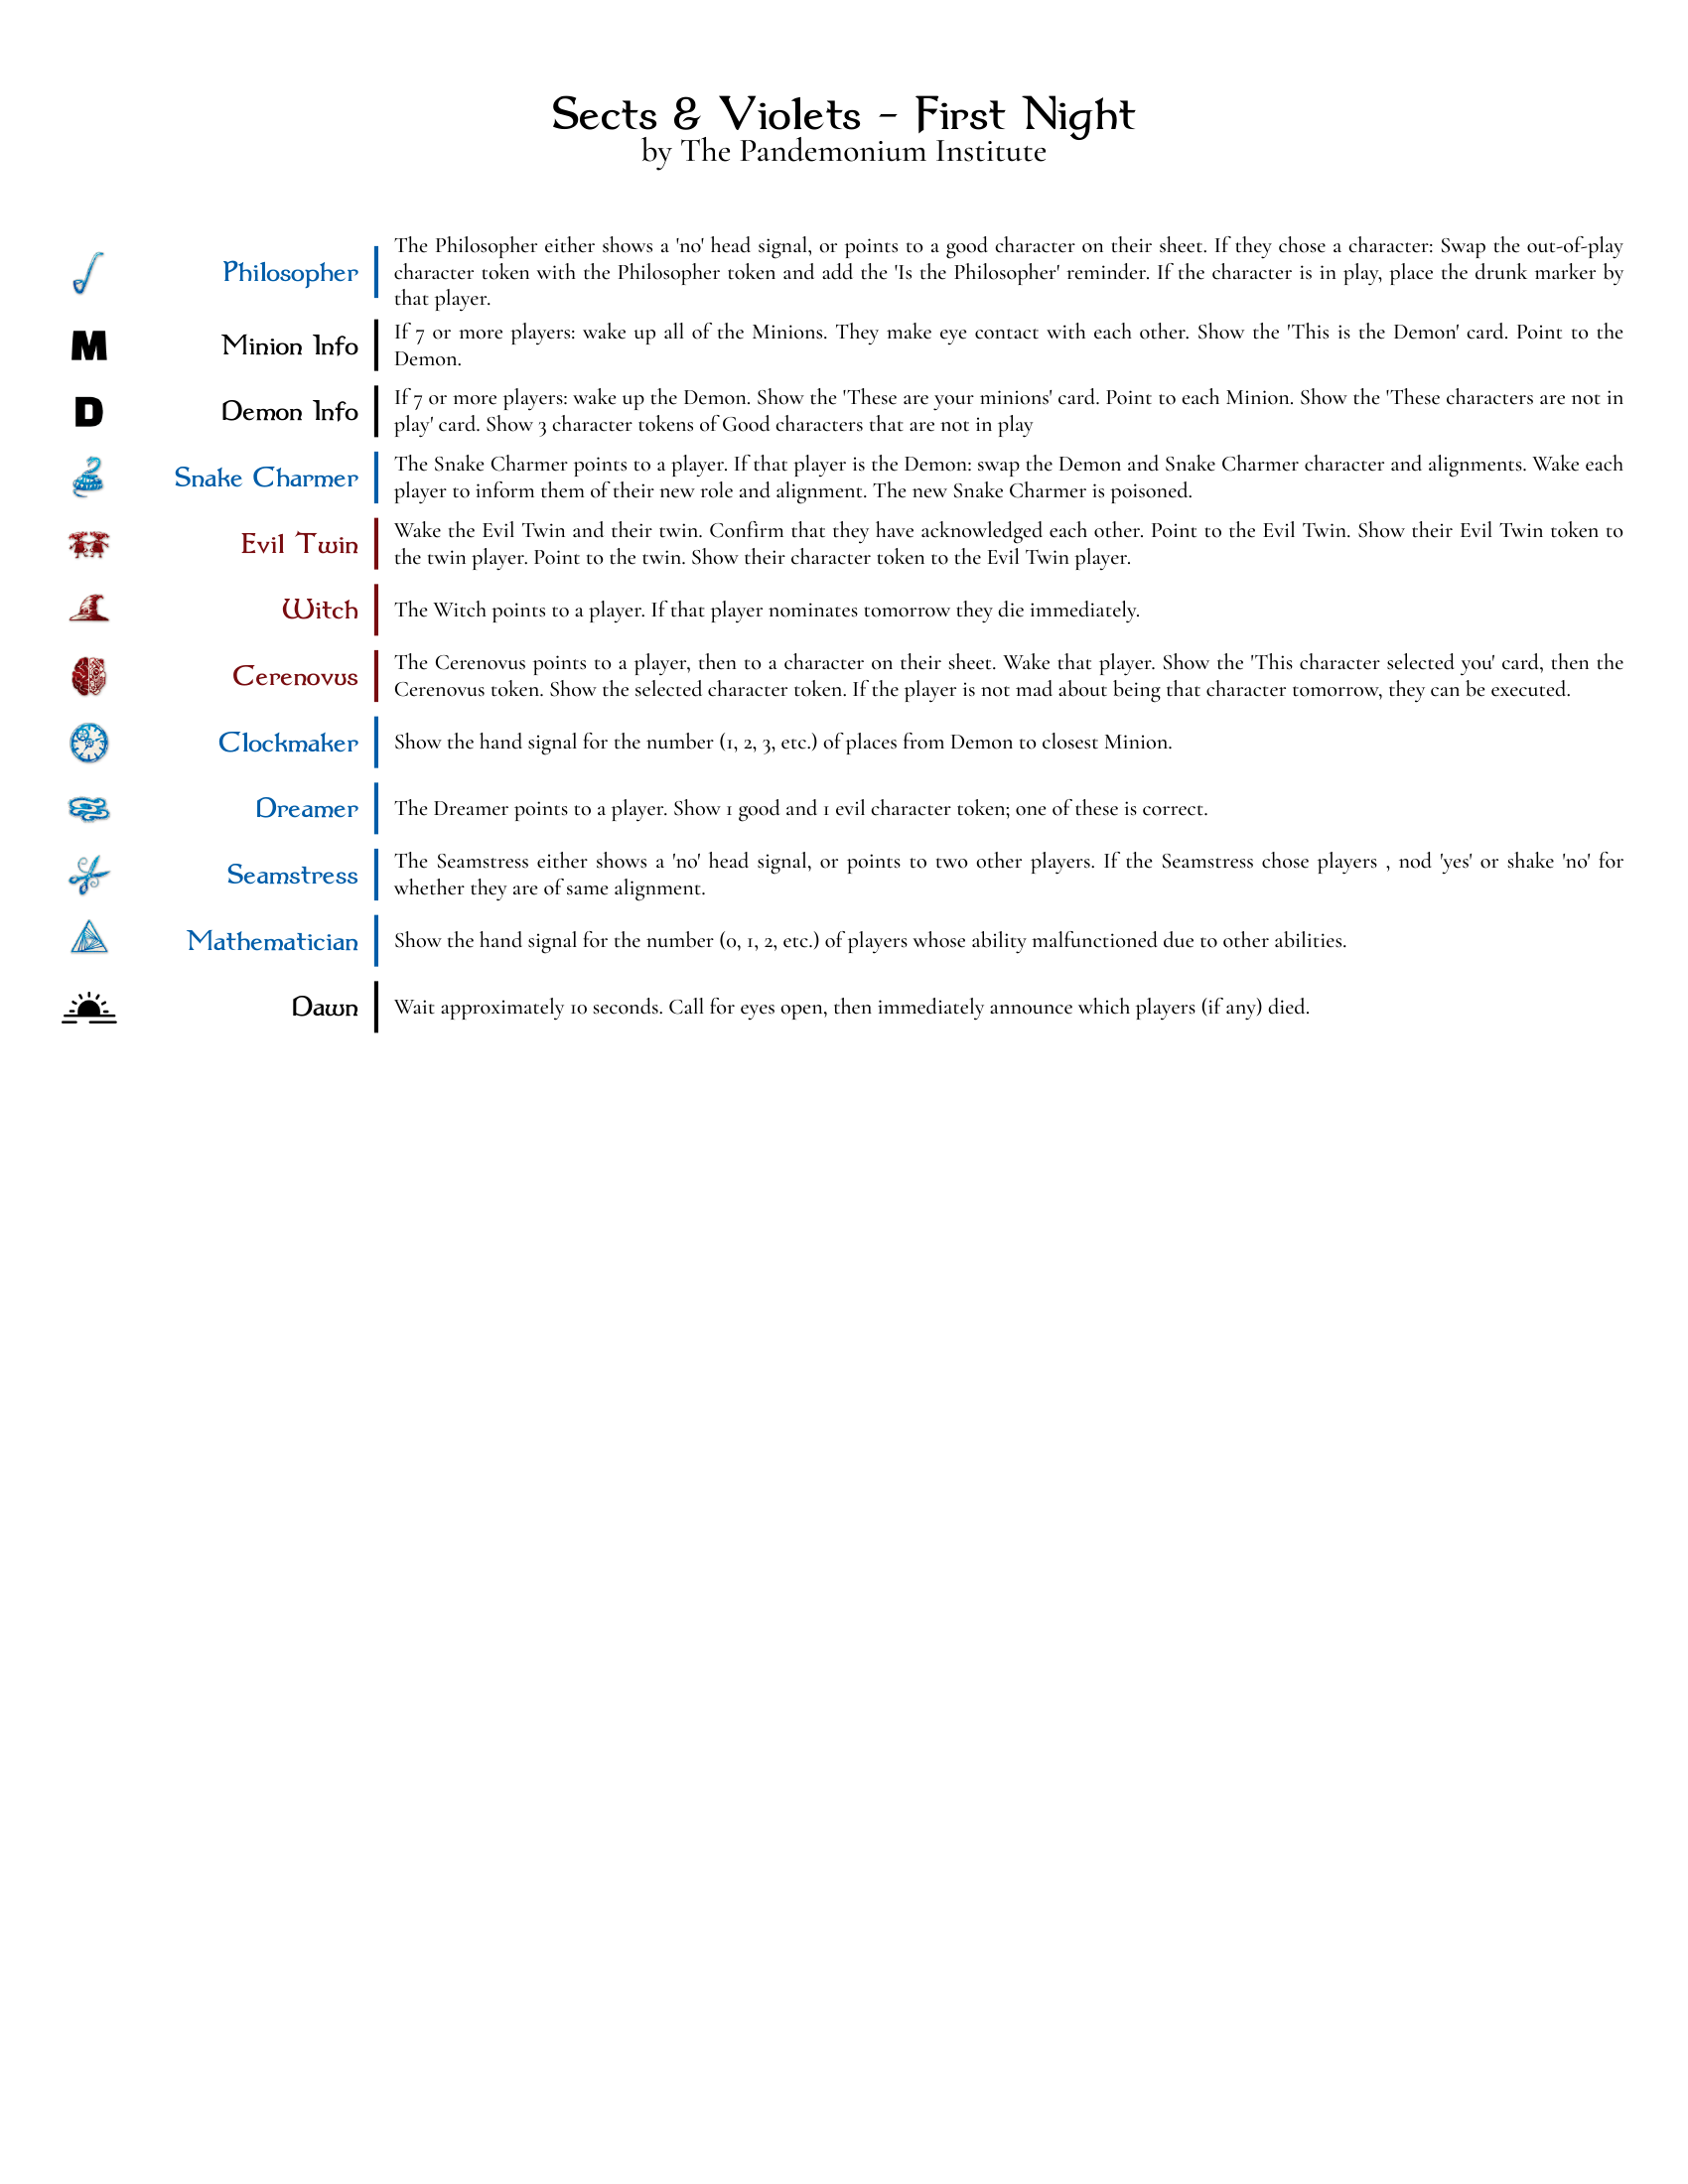 Sects & Violets - First Night
by The Pandemonium Institute
Philosopher
The Philosopher either shows a 'no' head signal, or points to a good character on their sheet. If they chose a character: Swap the out-of-play
character token with the Philosopher token and add the 'Is the Philosopher' reminder. If the character is in play, place the drunk marker by
that player.
M
Minion Info
If 7 or more players: wake up all of the Minions. They make eye contact with each other. Show the 'This is the Demon' card. Point to the
Demon.
D
Demon Info
If 7 or more players: wake up the Demon. Show the 'These are your minions' card. Point to each Minion. Show the 'These characters are not in
play' card. Show 3 character tokens of Good characters that are not in play
Snake Charmer
The Snake Charmer points to a player. If that player is the Demon: swap the Demon and Snake Charmer character and alignments. Wake each
player to inform them of their new role and alignment. The new Snake Charmer is poisoned.
Evil Twin
Wake the Evil Twin and their twin. Confirm that they have acknowledged each other. Point to the Evil Twin. Show their Evil Twin token to
the twin player. Point to the twin. Show their character token to the Evil Twin player.
Witch
The Witch points to a player. If that player nominates tomorrow they die immediately.
Cerenovus
The Cerenovus points to a player, then to a character on their sheet. Wake that player. Show the 'This character selected you' card, then the
Cerenovus token. Show the selected character token. If the player is not mad about being that character tomorrow, they can be executed.
Clockmaker
Show the hand signal for the number (1, 2, 3, etc.) of places from Demon to closest Minion.
Dreamer
The Dreamer points to a player. Show 1 good and 1 evil character token; one of these is correct.
Seamstress
The Seamstress either shows a 'no' head signal, or points to two other players. If the Seamstress chose players , nod 'yes' or shake 'no' for
whether they are of same alignment.
Mathematician
Show the hand signal for the number (0, 1, 2, etc.) of players whose ability malfunctioned due to other abilities.
Dawn
Wait approximately 10 seconds. Call for eyes open, then immediately announce which players (if any) died.